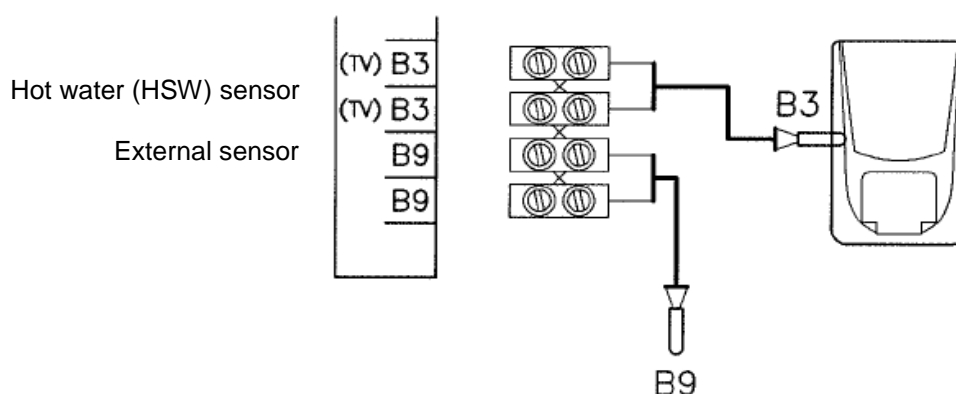 (TV) B3
Hot water (HSW) sensor
(TV) B3
External sensor
B9
B9
B3
B9